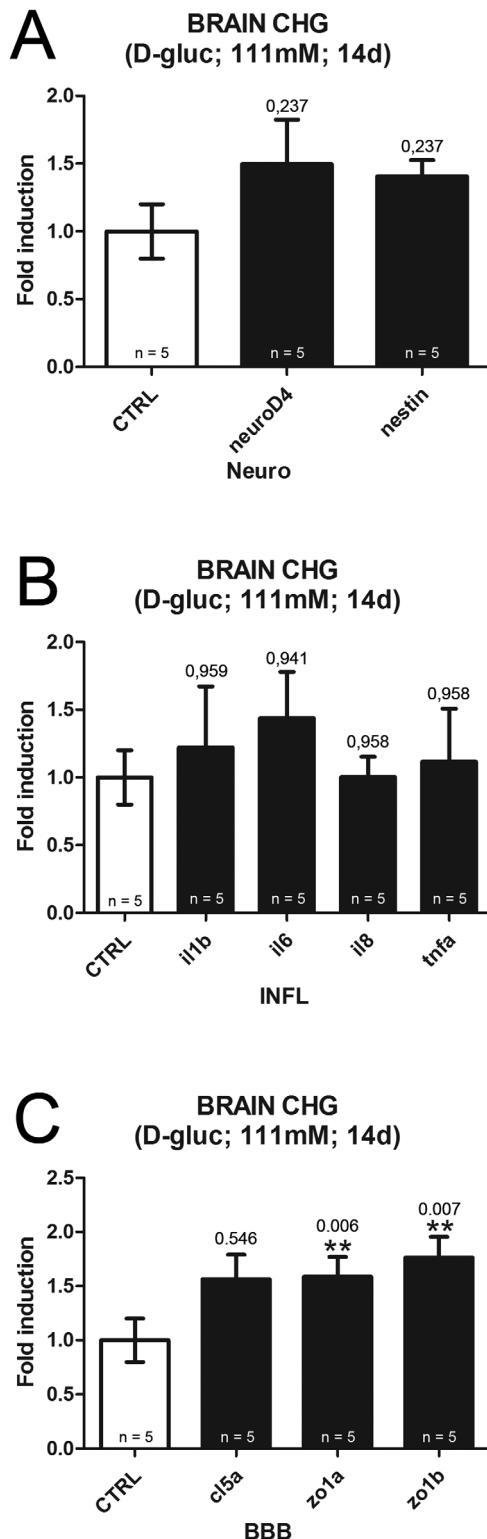 A
BRAIN CHG
(D-gluc; 111mM; 14d)
0,237
0,237
2.0
1.5
1.0
0.5
0.0
Fold induction
n = 5
n = 5
n = 5
CTRL
neuroD4
nestin
Neuro
B
BRAIN CHG
(D-gluc; 111mM; 14d)
0,959
0,941
0,958
0,958
2.0
1.5
1.0
0.5
0.0
Fold induction
n = 5
n = 5
n = 5
n = 5
n = 5
CTRL
il1b
il6
il8
tnfa
INFL
C
BRAIN CHG
(D-gluc; 111mM; 14d)
0.546
0.006
**
0.007
**
2.5
2.0
1.5
1.0
0.5
0.0
Fold induction
n = 5
n = 5
n = 5
n = 5
CTRL
cl5a
zo1a
zo1b
BBB